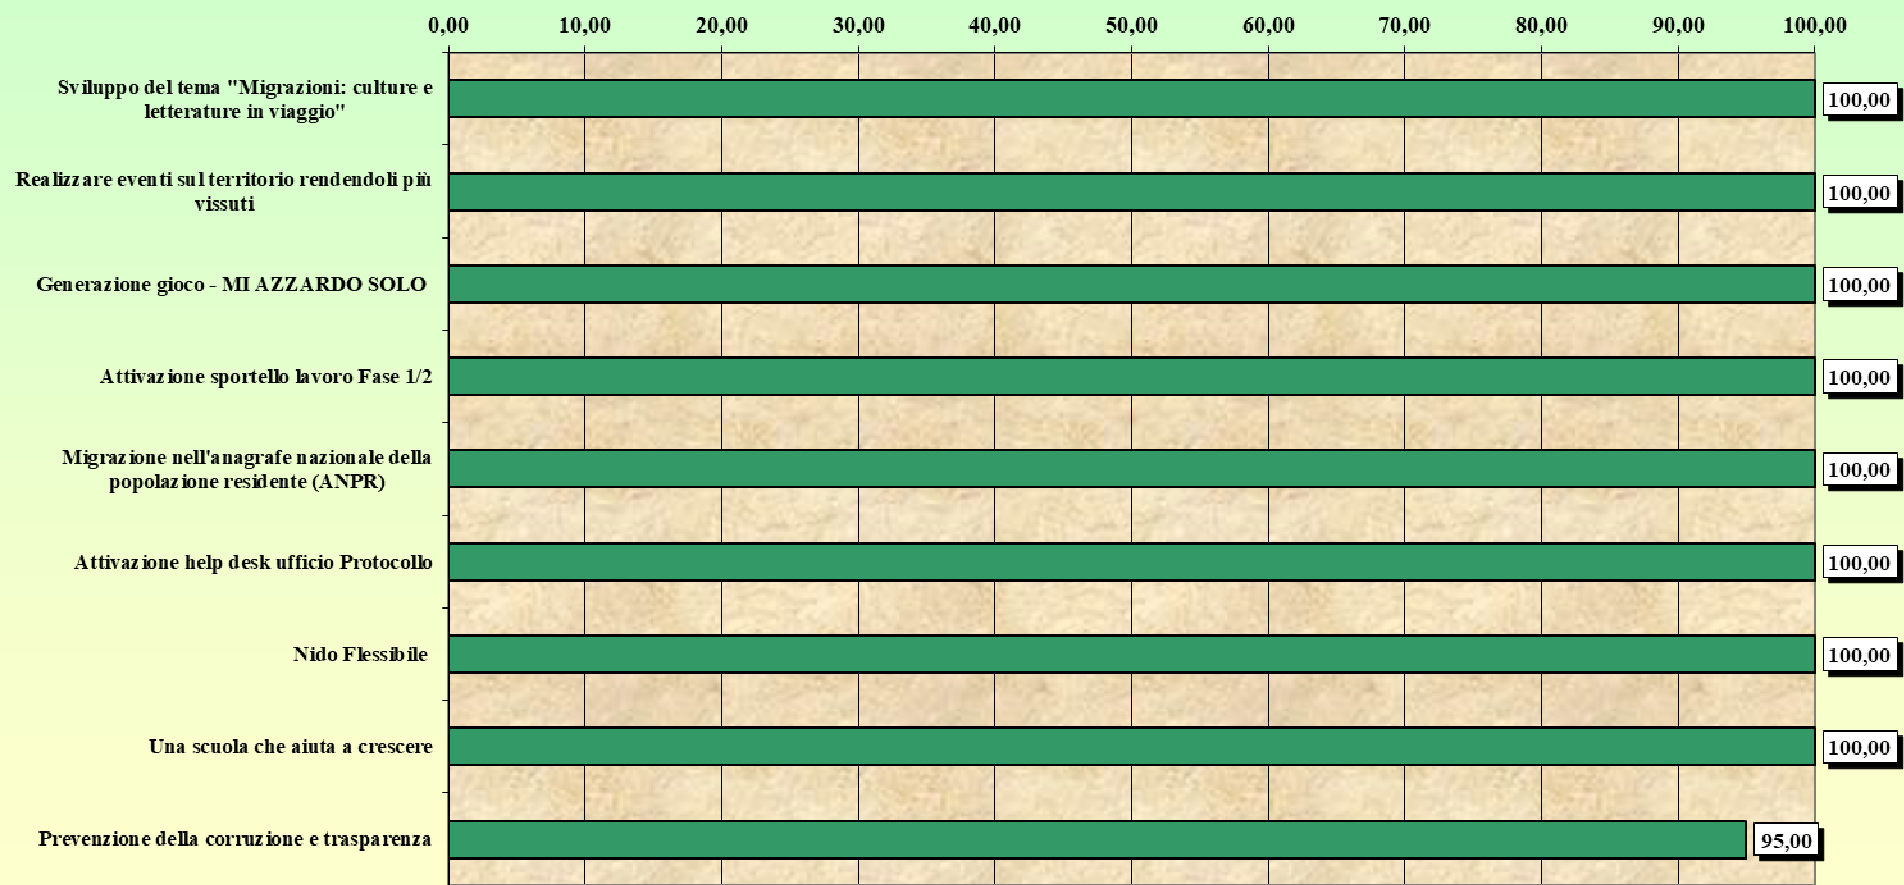 0,00 10,00 20,00 30,00 40,00 50,00 60,00 70,00 80,00 90,00 100,00
Sviluppo del tema "Migrazioni: culture e
letterature in viaggio"
100,00
Realizzare eventi sul territorio rendendoli più
vissuti
100,00
Generazione gioco - MI AZZARDO SOLO
100,00
Attivazione sportello lavoro Fase 1/2
100,00
Migrazione nell'anagrafe nazionale della
popolazione residente (ANPR)
100,00
Attivazione help desk ufficio Protocollo
100,00
Nido Flessibile
100,00
Una scuola che aiuta a crescere
100,00
Prevenzione della corruzione e trasparenza
95,00